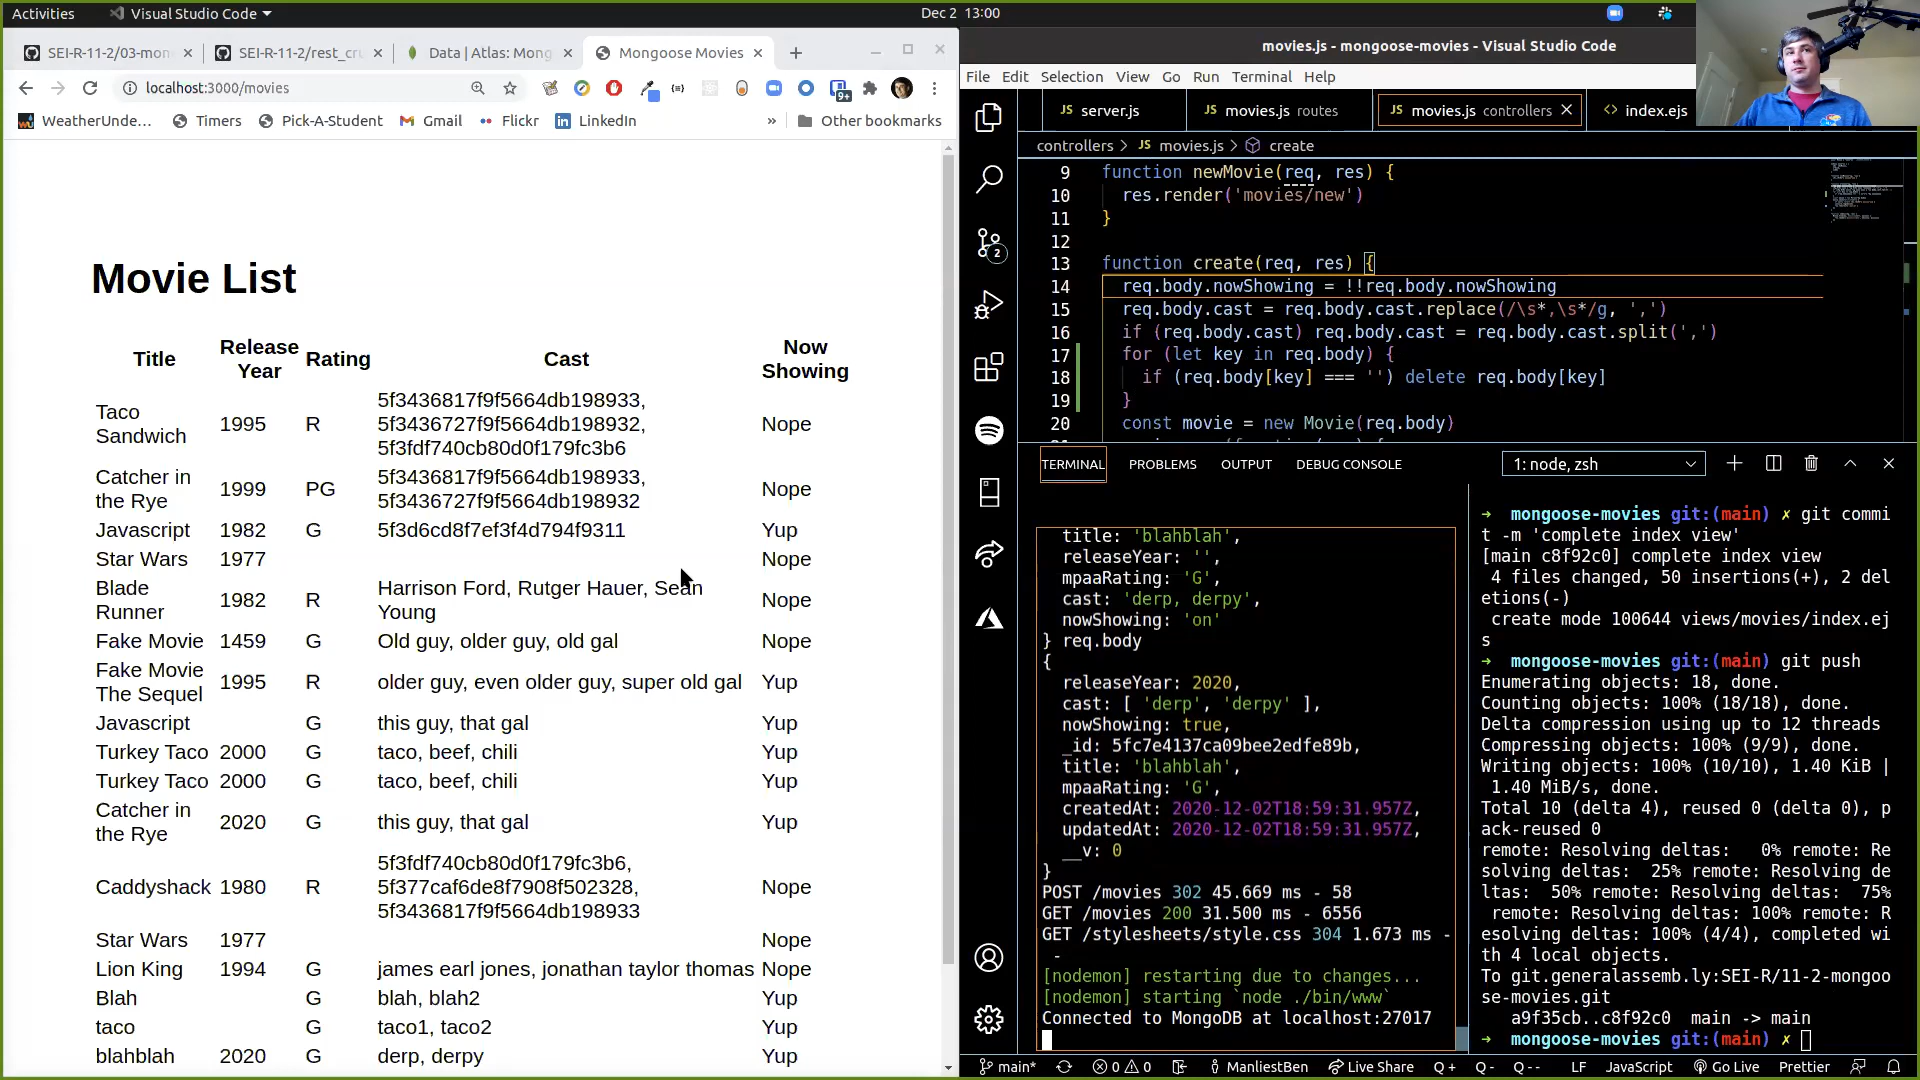 Activities Visual Studio Code Dec 2 13:00
SEI-R-11-2/03-mon SEI-R-11-2/rest_cru Data | Atlas: Mong Mongoose Movies
localhost:3000/movies
9+
WeatherUnde... Timers Pick-A-Student Gmail Flickr LinkedIn » Other bookmarks
Movie List
Title Release Year Rating Cast Now Showing
Taco Sandwich 1995 R 5f3436817f9f5664db198933, 5f3436727f9f5664db198932, 5f3fdf740cb80d0f179fc3b6 Nope
Catcher in the Rye 1999 PG 5f3436817f9f5664db198933, 5f3436727f9f5664db198932 Nope
Javascript 1982 G 5f3d6cd8f7ef3f4d794f9311 Yup
Star Wars 1977 Nope
Blade Runner 1982 R Harrison Ford, Rutger Hauer, Sean Young Nope
Fake Movie 1459 G Old guy, older guy, old gal Nope
Fake Movie The Sequel 1995 R older guy, even older guy, super old gal Yup
Javascript G this guy, that gal Yup
Turkey Taco 2000 G taco, beef, chili Yup
Turkey Taco 2000 G taco, beef, chili Yup
Catcher in the Rye 2020 G this guy, that gal Yup
Caddyshack 1980 R 5f3fdf740cb80d0f179fc3b6, 5f377caf6de8f7908f502328, 5f3436817f9f5664db198933 Nope
Star Wars 1977 Nope
Lion King 1994 G james earl jones, jonathan taylor thomas Nope
Blah G blah, blah2 Yup
taco G taco1, taco2 Yup
blahblah 2020 G derp, derpy Yup
movies.js - mongoose-movies - Visual Studio Code
File Edit Selection View Go Run Terminal Help
JS server.js JS movies.js routes JS movies.js controllers <> index.ejs
controllers > JS movies.js > create
2
9 function newMovie(req, res) {
10 res.render('movies/new')
11 }
12
13 function create(req, res) {
14 req.body.nowShowing = !!req.body.nowShowing
15 req.body.cast = req.body.cast.replace(/\s*,\s*/g, ',')
16 if (req.body.cast) req.body.cast = req.body.cast.split(',')
17 for (let key in req.body) {
18 if (req.body[key] === '') delete req.body[key]
19 }
20 const movie = new Movie(req.body)
TERMINAL PROBLEMS OUTPUT DEBUG CONSOLE 1: node, zsh
title: 'blahblah',
releaseYear: '',
mpaaRating: 'G',
cast: 'derp, derpy',
nowShowing: 'on'
} req.body
{
releaseYear: 2020,
cast: [ 'derp', 'derpy' ],
nowShowing: true,
_id: 5fc7e4137ca09bee2edfe89b,
title: 'blahblah',
mpaaRating: 'G',
createdAt: 2020-12-02T18:59:31.957Z,
updatedAt: 2020-12-02T18:59:31.957Z,
__v: 0
}
POST /movies 302 45.669 ms - 58
GET /movies 200 31.500 ms - 6556
GET /stylesheets/style.css 304 1.673 ms -
-
[nodemon] restarting due to changes...
[nodemon] starting `node ./bin/www`
Connected to MongoDB at localhost:27017
➜ mongoose-movies git:(main) ✗ git commi
t -m 'complete index view'
[main c8f92c0] complete index view
4 files changed, 50 insertions(+), 2 del
etions(-)
create mode 100644 views/movies/index.ej
s
➜ mongoose-movies git:(main) git push
Enumerating objects: 18, done.
Counting objects: 100% (18/18), done.
Delta compression using up to 12 threads
Compressing objects: 100% (9/9), done.
Writing objects: 100% (10/10), 1.40 KiB |
1.40 MiB/s, done.
Total 10 (delta 4), reused 0 (delta 0), p
ack-reused 0
remote: Resolving deltas: 0% remote: Re
solving deltas: 25% remote: Resolving de
ltas: 50% remote: Resolving deltas: 75%
remote: Resolving deltas: 100% remote: R
esolving deltas: 100% (4/4), completed wi
th 4 local objects.
To git.generalassemb.ly:SEI-R/11-2-mongoo
se-movies.git
a9f35cb..c8f92c0 main -> main
➜ mongoose-movies git:(main) ✗
main* 0 0 ManliestBen Live Share Q + Q - Q -- LF JavaScript Go Live Prettier